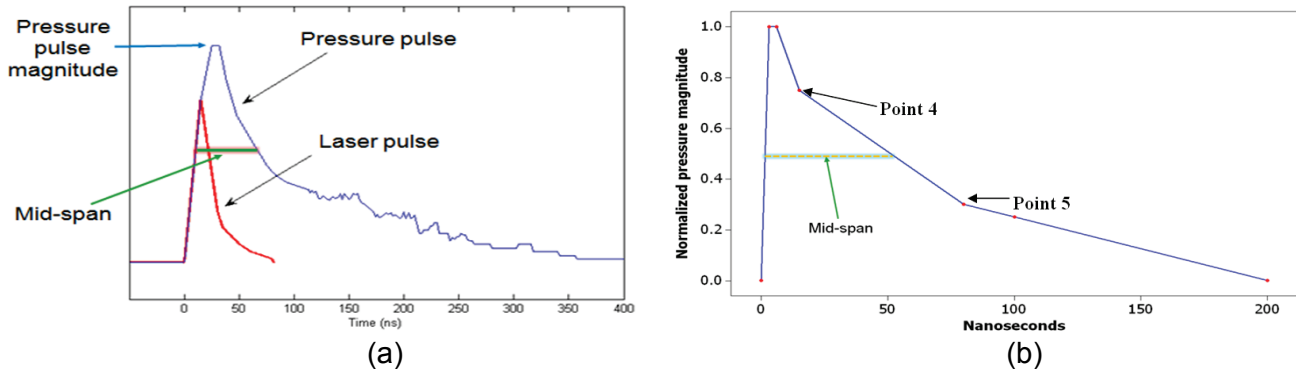 Pressure
pulse
magnitude
Pressure pulse
Laser pulse
Mid-span
0
50
100
150
200
250
300
350
400
Time (ns)
(a)
Normalized pressure magnitude
1.0
0.8
0.6
0.4
0.2
0.0
Point 4
Point 5
Mid-span
0
50
100
150
200
Nanoseconds
(b)